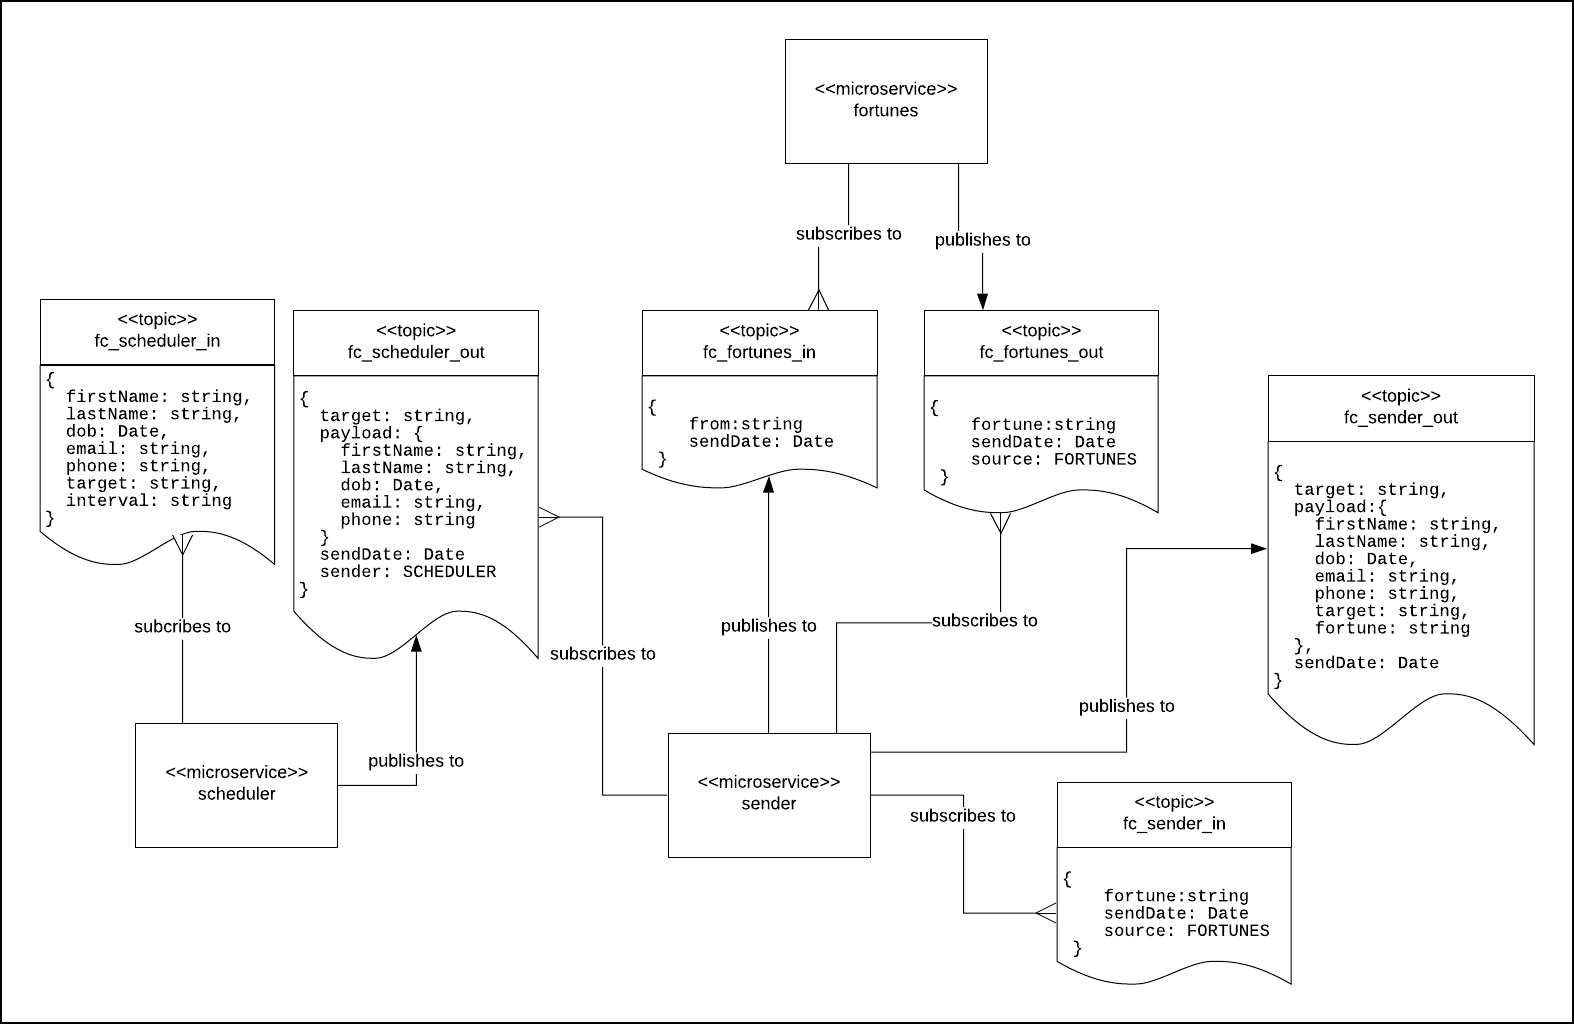 <<microservice>>
fortunes
subscribes to
publishes to
<<topic>>
fc_scheduler_in
{
firstName: string,
lastName: string,
dob: Date,
email: string,
phone: string,
target: string,
interval: string
}
<<topic>>
fc_scheduler_out
{
target: string,
payload: {
firstName: string,
lastName: string,
dob: Date,
email: string,
phone: string
}
sendDate: Date
sender: SCHEDULER
}
<<topic>>
fc_fortunes_in
{
from:string
sendDate: Date
}
<<topic>>
fc_fortunes_out
{
fortune:string
sendDate: Date
source: FORTUNES
}
<<topic>>
fc_sender_out
{
target: string,
payload:{
firstName: string,
lastName: string,
dob: Date,
email: string,
phone: string,
target: string,
fortune: string
},
sendDate: Date
}
subcribes to
subscribes to
publishes to
subscribes to
publishes to
publishes to
<<microservice>>
scheduler
<<microservice>>
sender
subscribes to
<<topic>>
fc_sender_in
{
fortune:string
sendDate: Date
source: FORTUNES
}